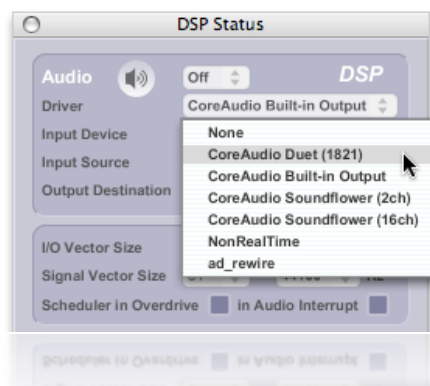 DSP Status
Audio Off DSP
Driver CoreAudio Built-in Output
Input Device
Input Source
Output Destination
None
CoreAudio Duet (1821)
CoreAudio Built-in Output
CoreAudio Soundflower (2ch)
CoreAudio Soundflower (16ch)
NonRealTime
ad_rewire
I/O Vector Size
Signal Vector Size
Scheduler in Overdrive in Audio Interrupt